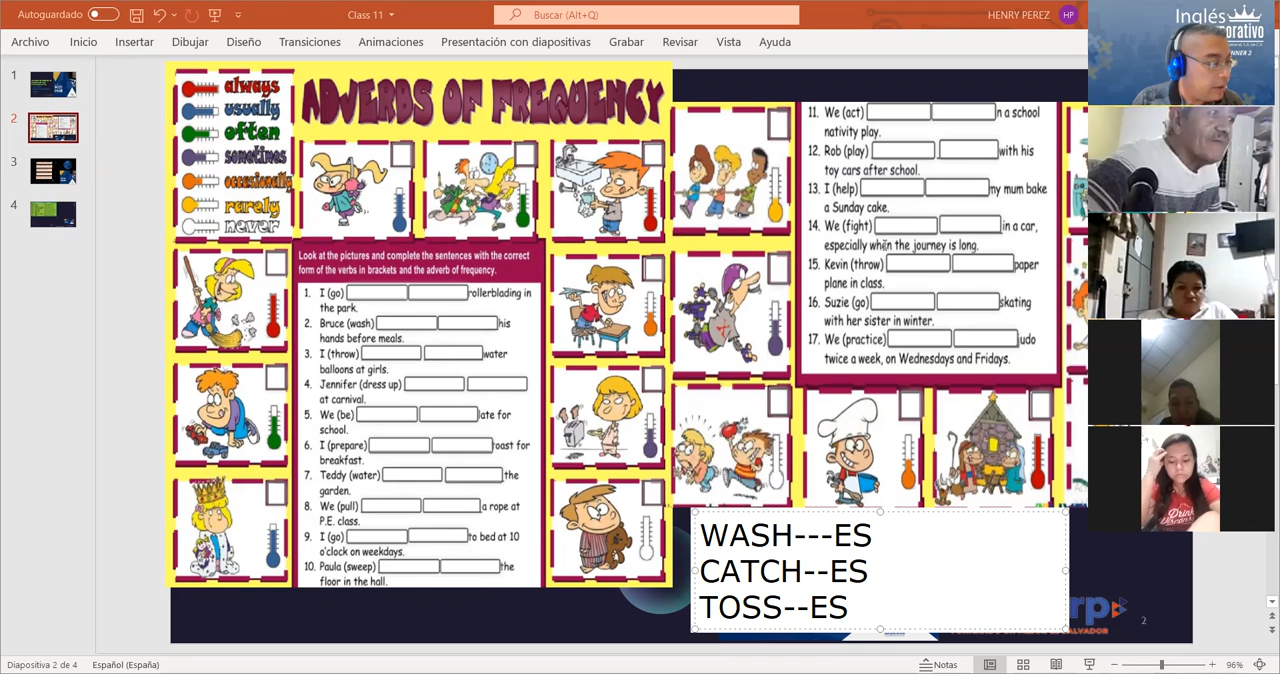 Autoguardado
Class 11
Buscar (Alt+Q)
HENRY PEREZ
HP
Archivo Inicio Insertar Dibujar Diseño Transiciones Animaciones Presentación con diapositivas Grabar Revisar Vista Ayuda
Inglés
1
2
3
4
always
usually
often
sometimes
occasionally
rarely
never
ADVERBS OF FREQUENCY
Look at the pictures and complete the sentences with the correct
form of the verbs in brackets and the adverb of frequency.
1. I (go) rollerblading in
the park.
2. Bruce (wash) his
hands before meals.
3. I (throw) water
balloons at girls.
4. Jennifer (dress up)
at carnival.
5. We (be) late for
school.
6. I (prepare) oast for
breakfast.
7. Teddy (water) the
garden.
8. We (pull) a rope at
P.E. class.
9. I (go) to bed at 10
o'clock on weekdays.
10. Paula (sweep) the
floor in the hall.
11. We (act) n a school
nativity play.
12. Rob (play) with his
toy cars after school.
13. I (help) my mum bake
a Sunday cake.
14. We (fight) in a car,
especially when the journey is long.
15. Kevin (throw) paper
plane in class.
16. Suzie (go) skating
with her sister in winter.
17. We (practice) udo
twice a week, on Wednesdays and Fridays.
WASH---ES
CATCH--ES
TOSS--ES
rp
2
Diapositiva 2 de 4 Español (España) Notas 96%